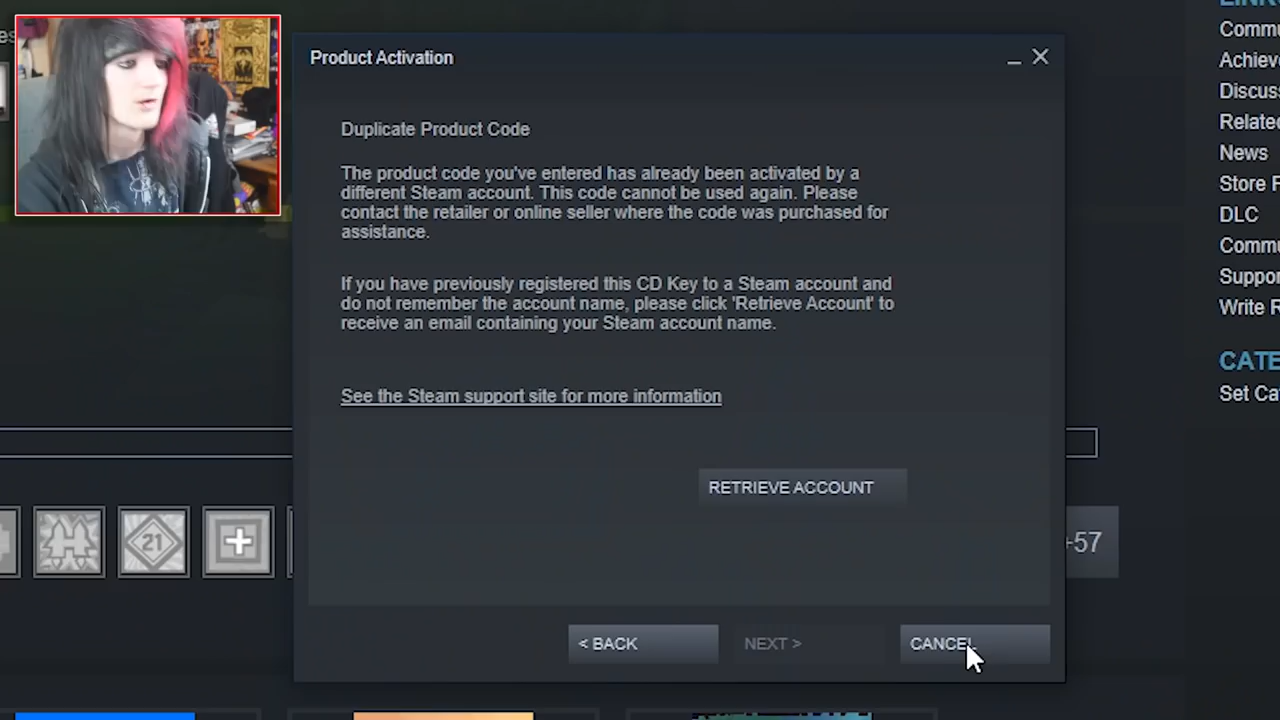 Product Activation
Duplicate Product Code
The product code you've entered has already been activated by a
different Steam account. This code cannot be used again. Please
contact the retailer or online seller where the code was purchased for
assistance.
If you have previously registered this CD Key to a Steam account and
do not remember the account name, please click 'Retrieve Account' to
receive an email containing your Steam account name.
See the Steam support site for more information
RETRIEVE ACCOUNT
< BACK
NEXT >
CANCEL
21
+57
Commu
Achieve
Discuss
Related
News
Store P
DLC
Commu
Suppor
Write R
CATE
Set Ca